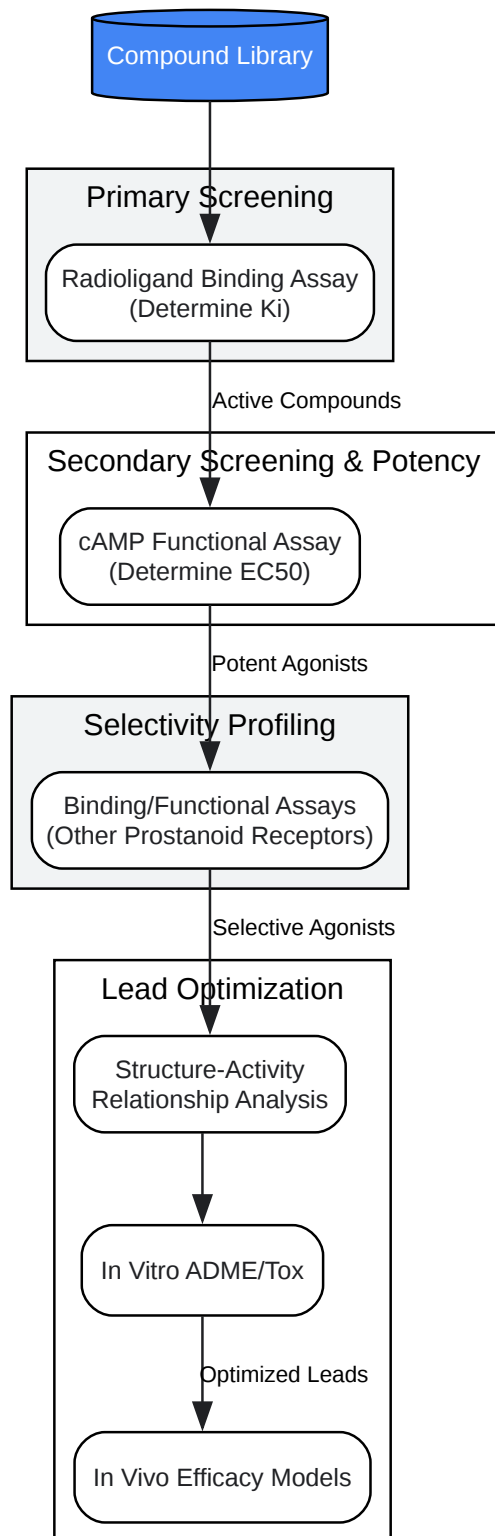 Compound Library
Primary Screening
Radioligand Binding Assay
(Determine Ki)
Active Compounds
Secondary Screening & Potency
cAMP Functional Assay
(Determine EC50)
Potent Agonists
Selectivity Profiling
Binding/Functional Assays
(Other Prostanoid Receptors)
Selective Agonists
Lead Optimization
Structure-Activity
Relationship Analysis
In Vitro ADME/Tox
Optimized Leads
In Vivo Efficacy Models